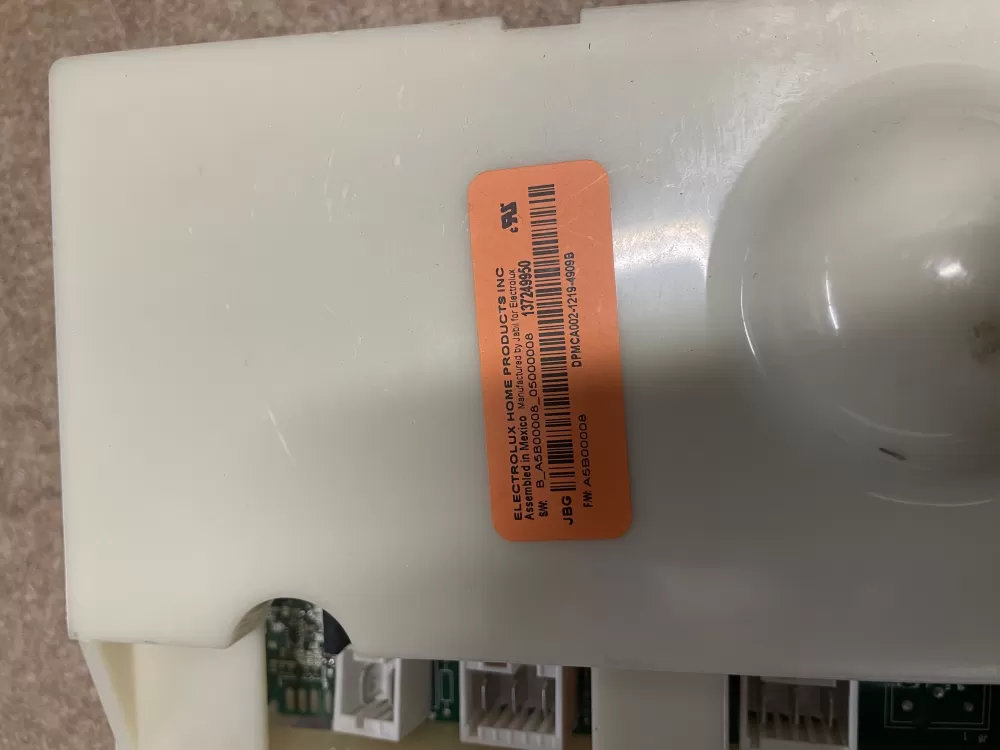 ELECTROLUX HOME PRODUCTS INC
Assembled in Mexico Manufactured by Jabil for Electrolux
SW: B_A5B00008_05000008 137249950
JBG
DPMCA002-1219-4909B
F/W: A5B00008